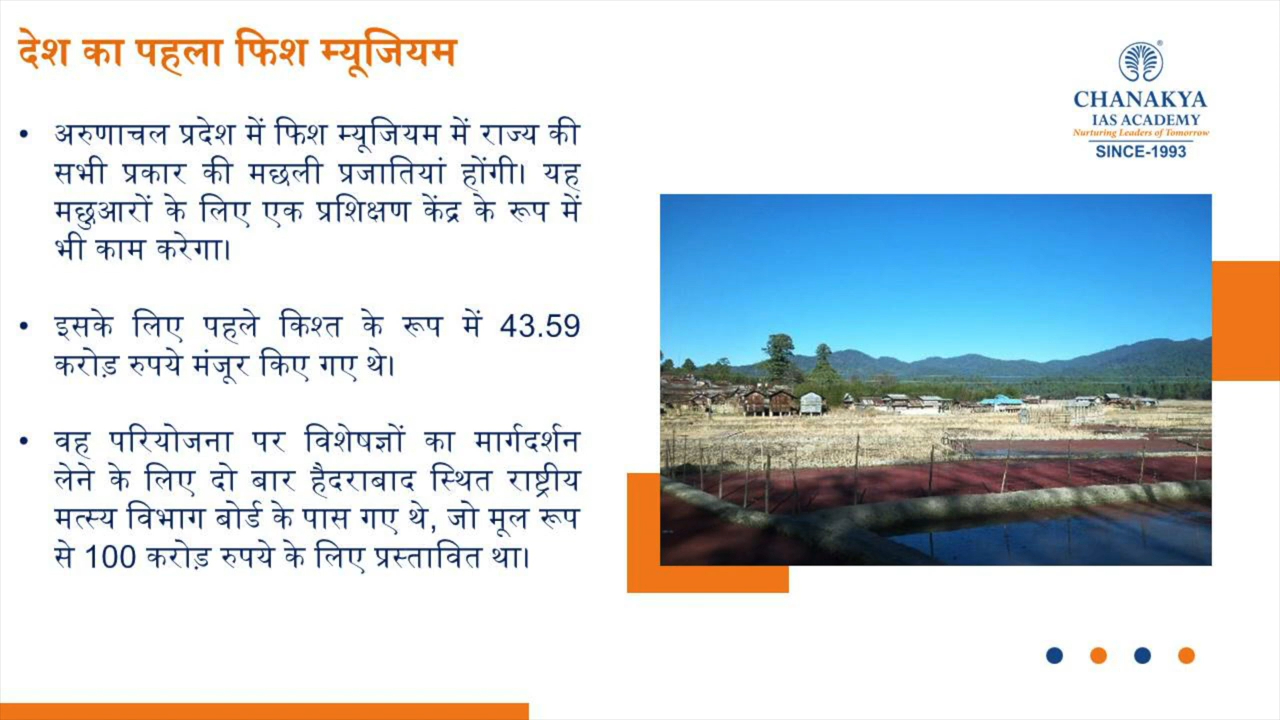 देश का पहला फिश म्यूजियम
CHANAKYA
IAS ACADEMY
Nurturing Leaders of Tomorrow
SINCE-1993
• अरुणाचल प्रदेश में फिश म्यूजियम में राज्य की
सभी प्रकार की मछली प्रजातियां होंगी। यह
मछुआरों के लिए एक प्रशिक्षण केंद्र के रूप में
भी काम करेगा।
• इसके लिए पहले किश्त के रूप में 43.59
करोड़ रुपये मंजूर किए गए थे।
• वह परियोजना पर विशेषज्ञों का मार्गदर्शन
लेने के लिए दो बार हैदराबाद स्थित राष्ट्रीय
मत्स्य विभाग बोर्ड के पास गए थे, जो मूल रूप
से 100 करोड़ रुपये के लिए प्रस्तावित था।